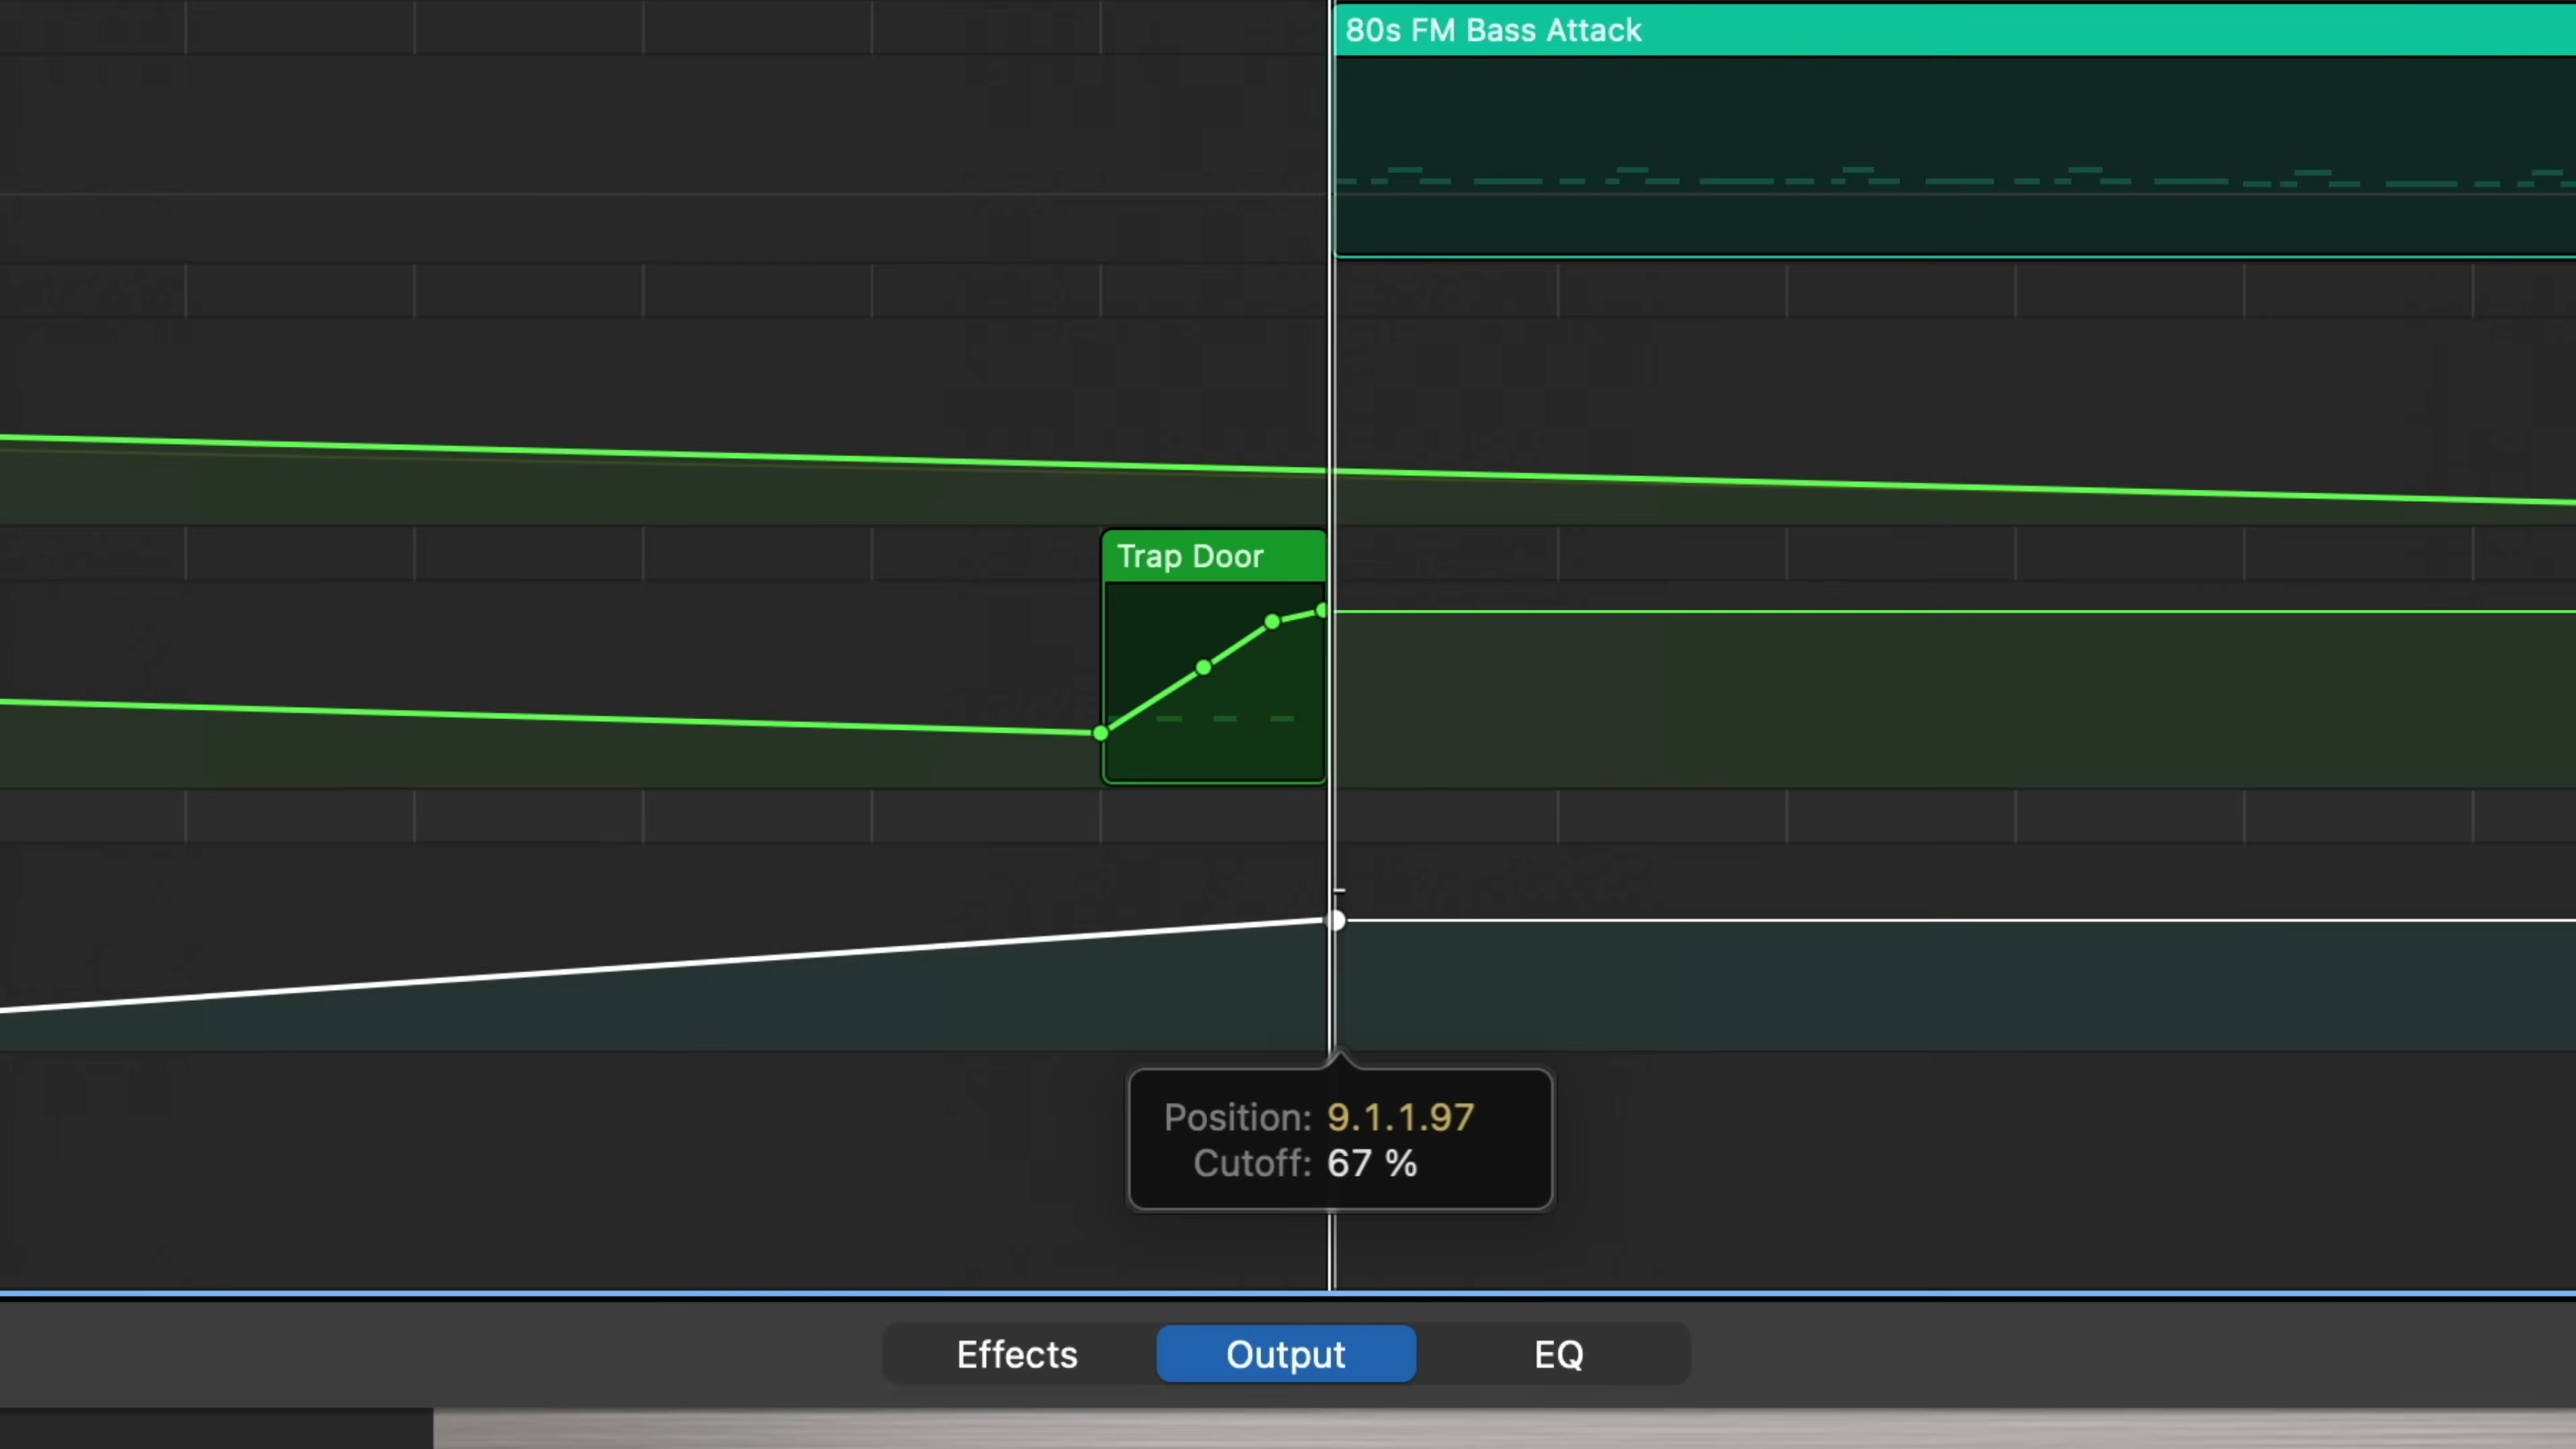 80s FM Bass Attack
Trap Door
Position: 9.1.1.97
Cutoff: 67 %
Effects
Output
EQ